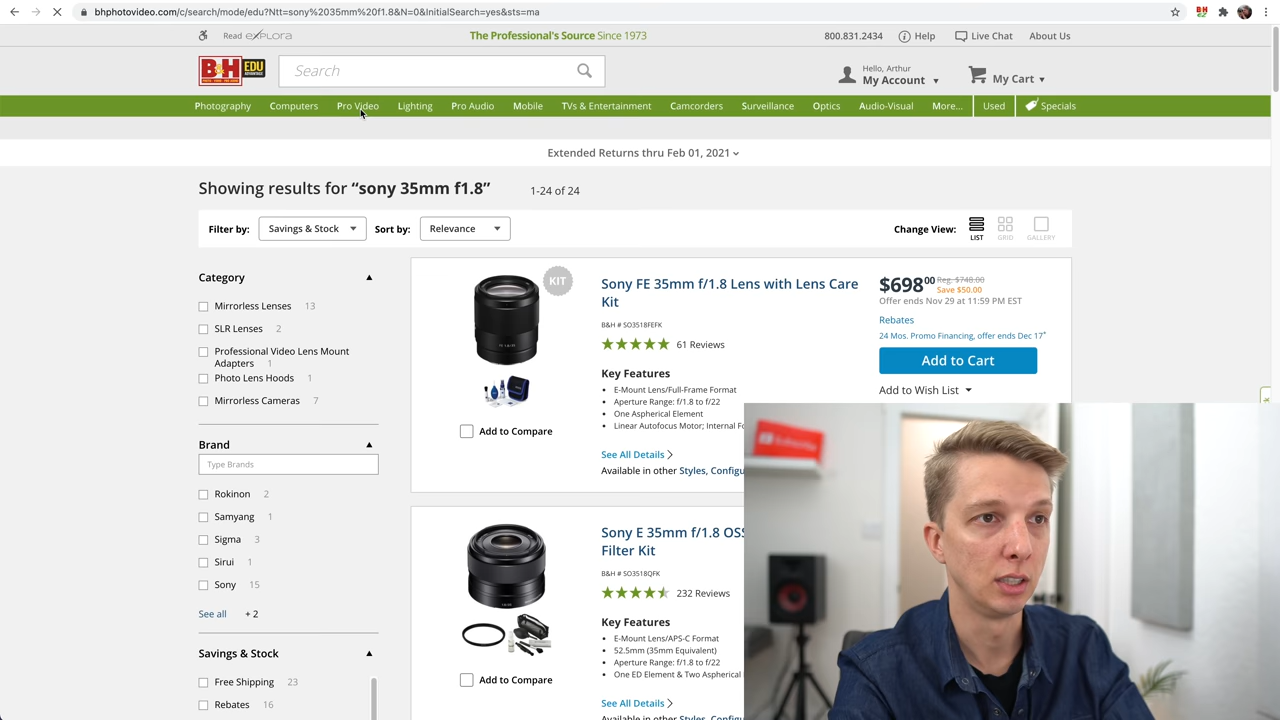 bhphotovideo.com/c/search/mode/edu?Ntt=sony%2035mm%20f1.8&N=0&InitialSearch=yes&sts=ma
Read explora
The Professional's Source Since 1973
800.831.2434 Help Live Chat About Us
B&H EDU ADVANTAGE
Search
Hello, Arthur
My Account
My Cart
Photography Computers Pro Video Lighting Pro Audio Mobile TVs & Entertainment Camcorders Surveillance Optics Audio-Visual More... Used Specials
Extended Returns thru Feb 01, 2021
Showing results for “sony 35mm f1.8” 1-24 of 24
Filter by: Savings & Stock Sort by: Relevance
Change View: LIST GRID GALLERY
Category
Mirrorless Lenses 13
SLR Lenses 2
Professional Video Lens Mount
Adapters 1
Photo Lens Hoods 1
Mirrorless Cameras 7
Brand
Type Brands
Rokinon 2
Samyang 1
Sigma 3
Sirui 1
Sony 15
See all + 2
Savings & Stock
Free Shipping 23
Rebates 16
KIT
Add to Compare
Sony FE 35mm f/1.8 Lens with Lens Care
Kit
B&H # SO3518FEFK
61 Reviews
Key Features
• E-Mount Lens/Full-Frame Format
• Aperture Range: f/1.8 to f/22
• One Aspherical Element
• Linear Autofocus Motor; Internal Fo
See All Details
Available in other Styles, Configu
$698.00 Reg. $748.00
Save $50.00
Offer ends Nov 29 at 11:59 PM EST
Rebates
24 Mos. Promo Financing, offer ends Dec 17*
Add to Cart
Add to Wish List
Add to Compare
Sony E 35mm f/1.8 OSS
Filter Kit
B&H # SO3518QFK
232 Reviews
Key Features
• E-Mount Lens/APS-C Format
• 52.5mm (35mm Equivalent)
• Aperture Range: f/1.8 to f/22
• One ED Element & Two Aspherical
See All Details
Available in other Styles, Configu